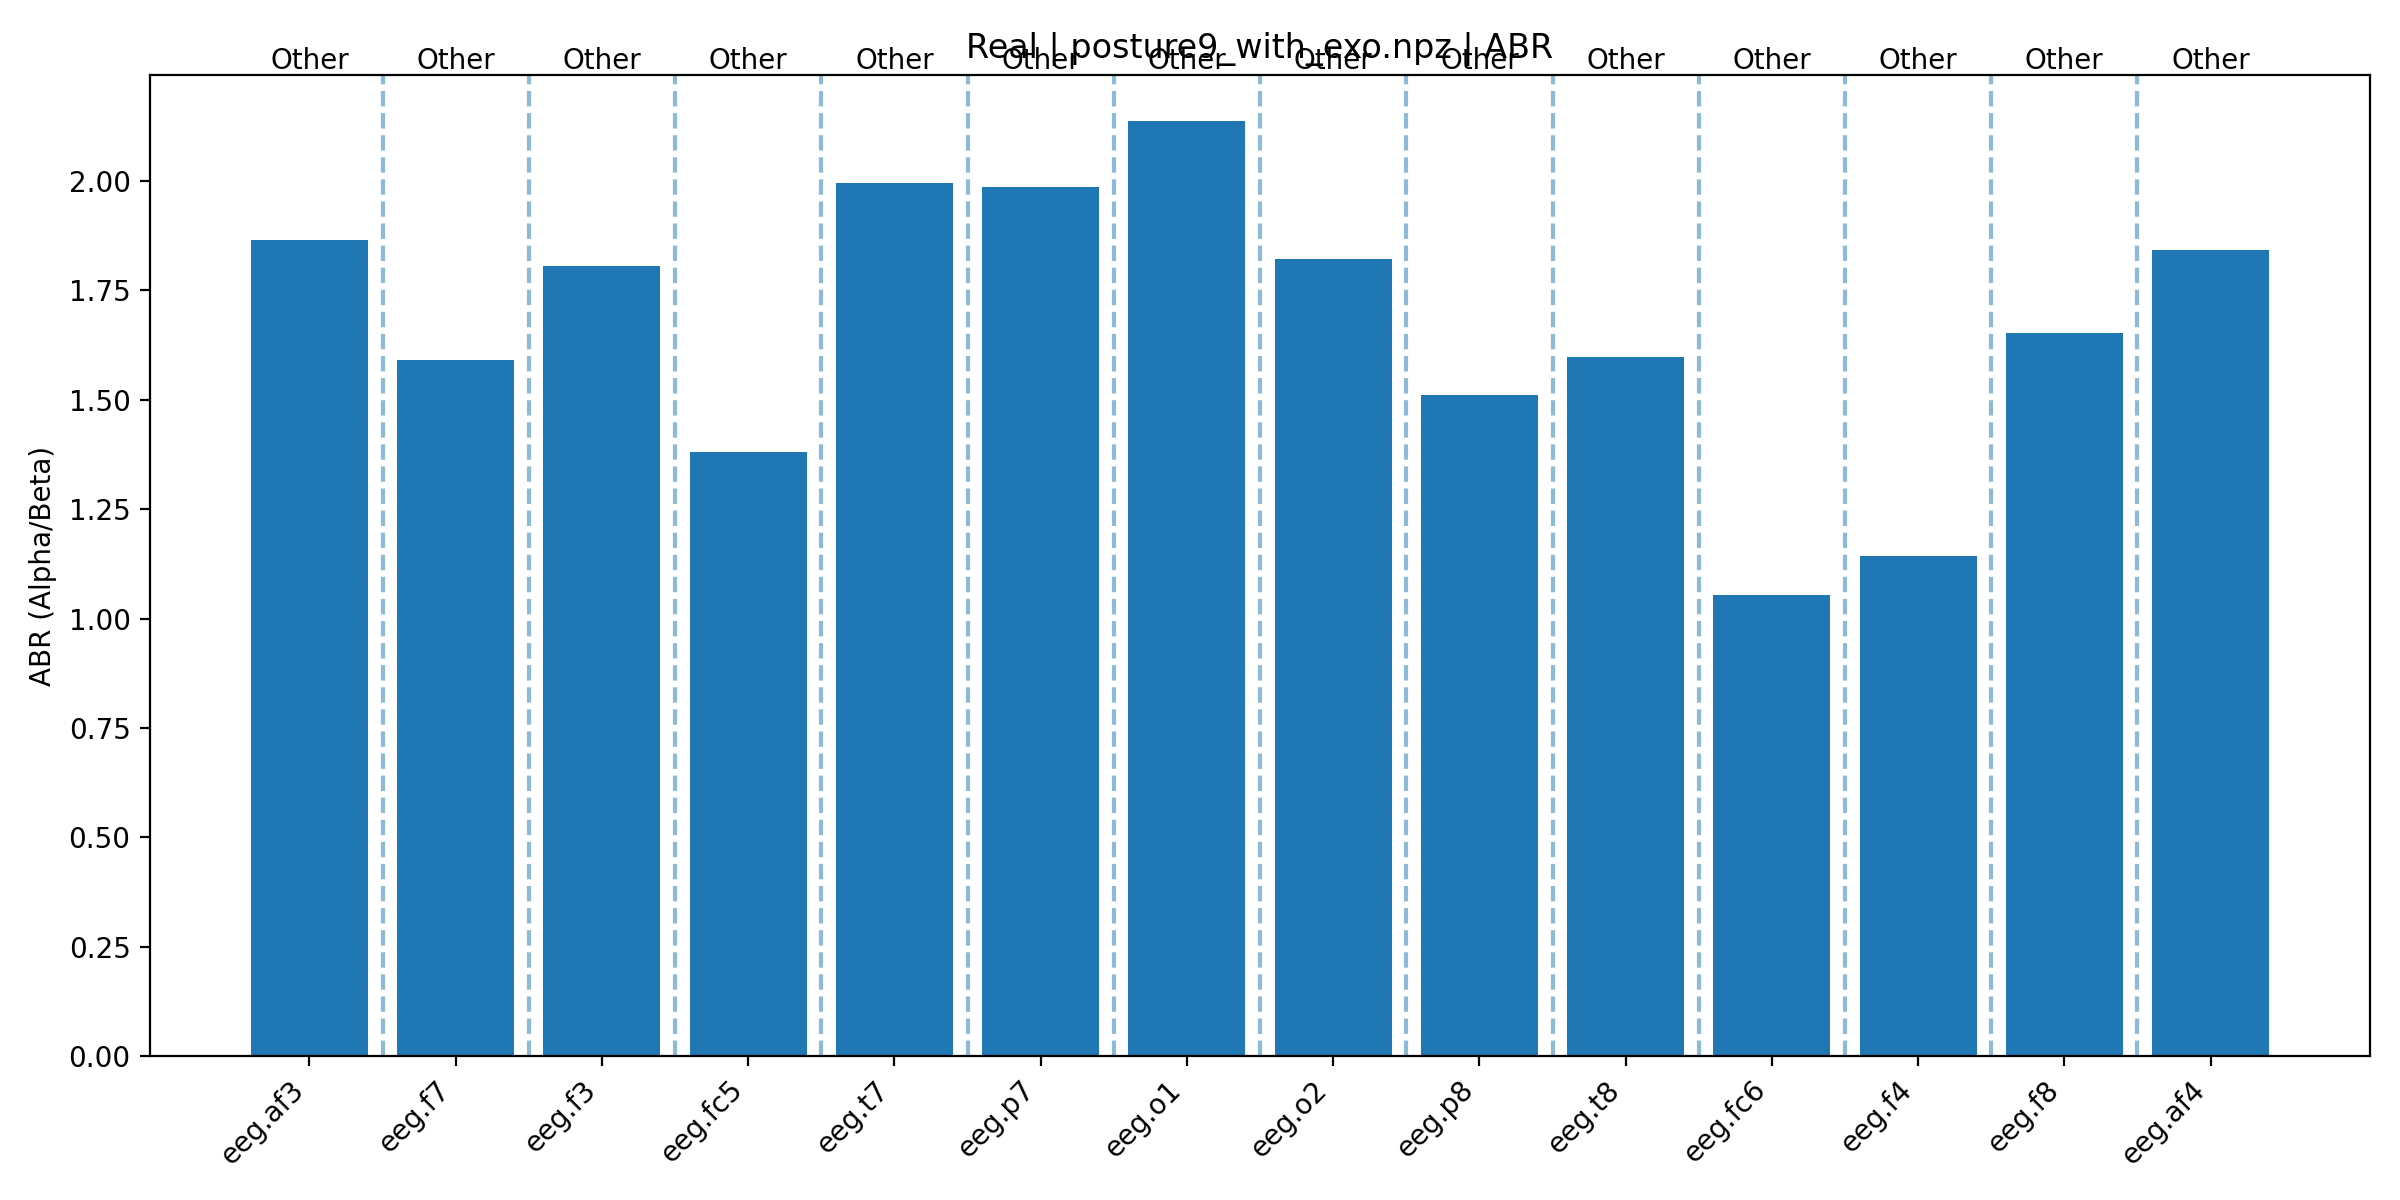 Real | posture9_with_exo.npz | ABR
Other Other Other Other Other Other Other Other Other Other Other Other Other Other
ABR (Alpha/Beta)
2.00
1.75
1.50
1.25
1.00
0.75
0.50
0.25
0.00
eeg.af3 eeg.f7 eeg.f3 eeg.fc5 eeg.t7 eeg.p7 eeg.o1 eeg.o2 eeg.p8 eeg.t8 eeg.fc6 eeg.f4 eeg.f8 eeg.af4